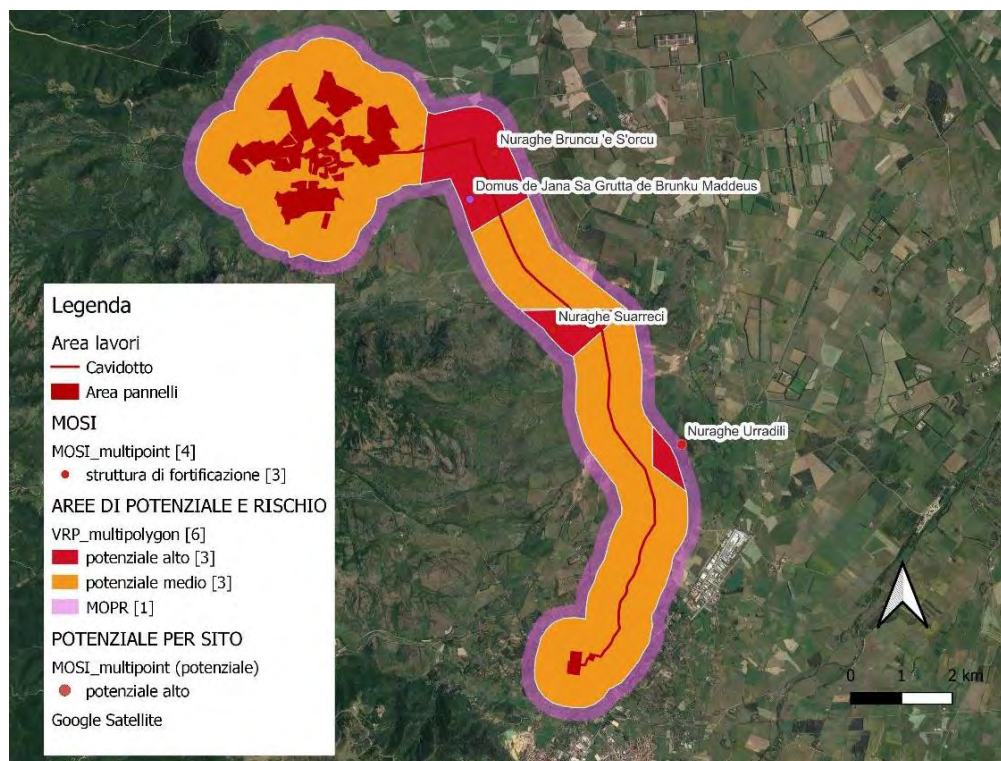 Nuraghe Bruncu 'e S'orcu
Domus de Jana Sa Grutta de Brunku Maddeus
Nuraghe Suarreci
Nuraghe Urradili
Legenda
Area lavori
Cavidotto
Area pannelli
MOSI
MOSI_multipoint [4]
struttura di fortificazione [3]
AREE DI POTENZIALE E RISCHIO
VRP_multipolygon [6]
potenziale alto [3]
potenziale medio [3]
MOPR [1]
POTENZIALE PER SITO
MOSI_multipoint (potenziale)
potenziale alto
Google Satellite
0 1 2 km